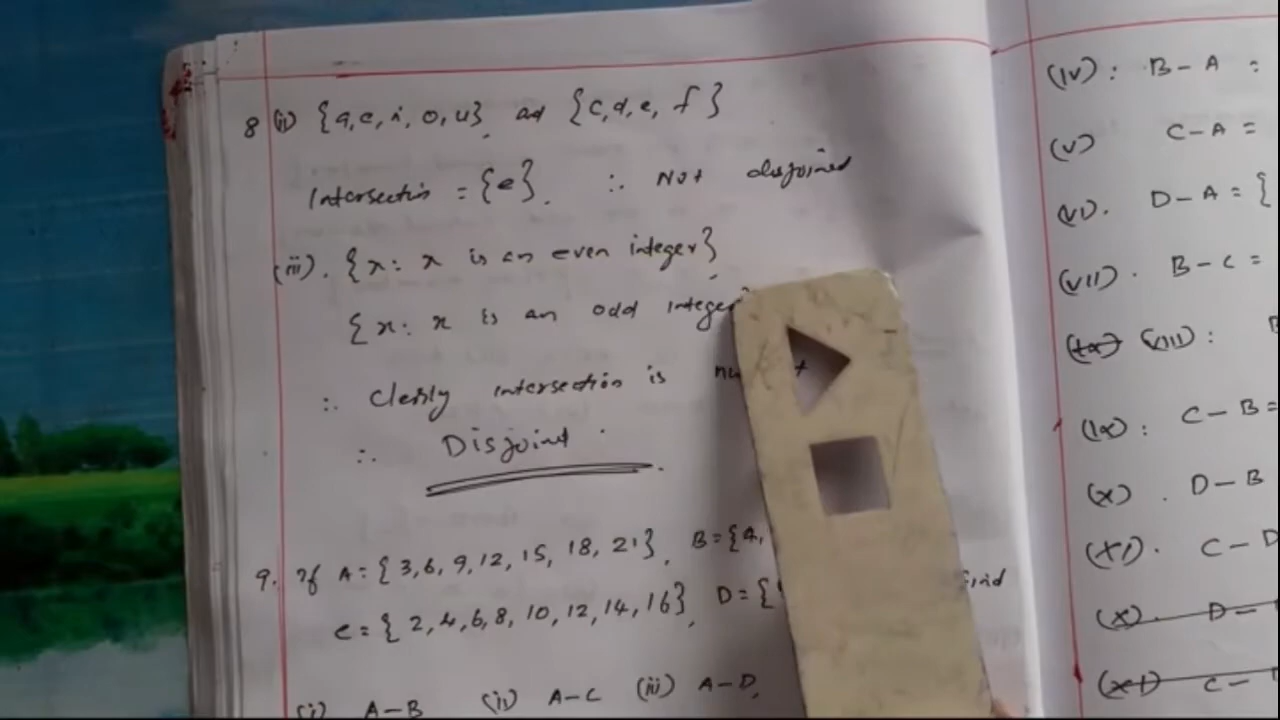 8 (ii) {a, e, i, o, u}, and {c, d, e, f}
Intersection = {e}. ∴ Not disjoined
(iii). {x: x is an even integer},
{x: x is an odd integer}
∴ Clerly intersection is
∴ Disjoint.
9. If A = {3, 6, 9, 12, 15, 18, 21}, B = {4,
C = {2, 4, 6, 8, 10, 12, 14, 16}, D = { find
(i) A - B (ii) A - C (iii) A - D,
(iv): B - A :
(v) C - A =
(vi). D - A = {
(vii). B - C =
(viii): B
(ix): C - B =
(x). D - B
(xi). C - D
(x). D -
(xi) C -